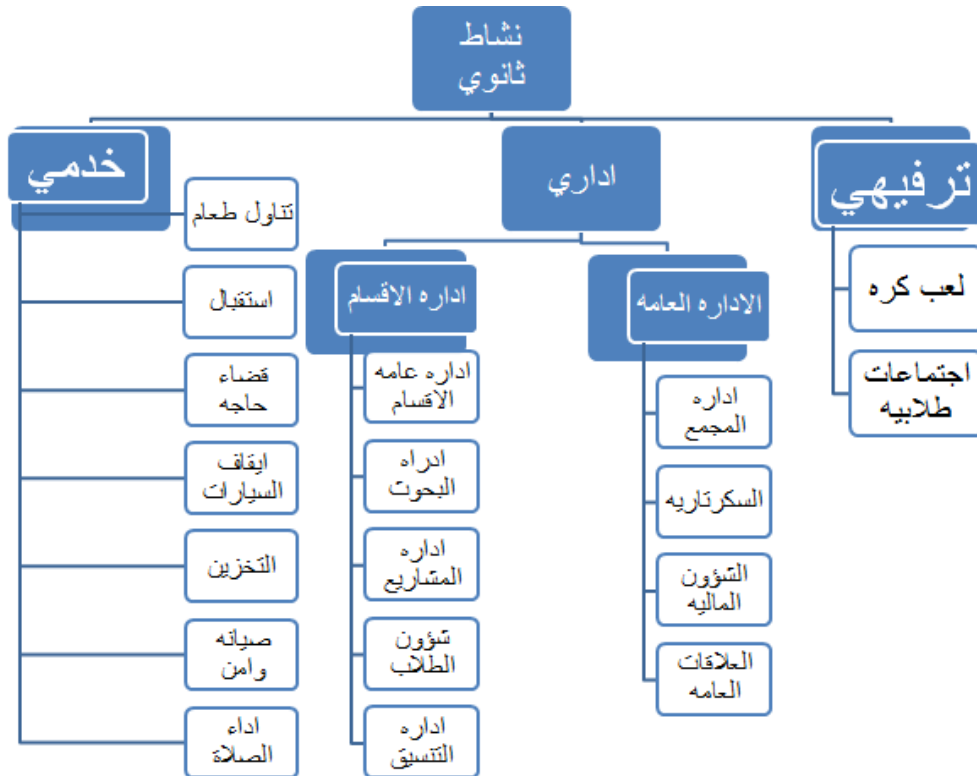 نشاط
ثانوي
ترفيهي
لعب كره
اجتماعات
طلابيه
اداري
الاداره العامه
اداره
المجمع
السكرتاريه
الشؤون
الماليه
العلاقات
العامه
اداره الاقسام
اداره عامه
الاقسام
ادراه
البحوث
اداره
المشاريع
شؤون
الطلاب
اداره
التنسيق
خدمي
تناول طعام
استقبال
قضاء
حاجه
ايقاف
السيارات
التخزين
صيانه
وامن
اداء
الصلاة